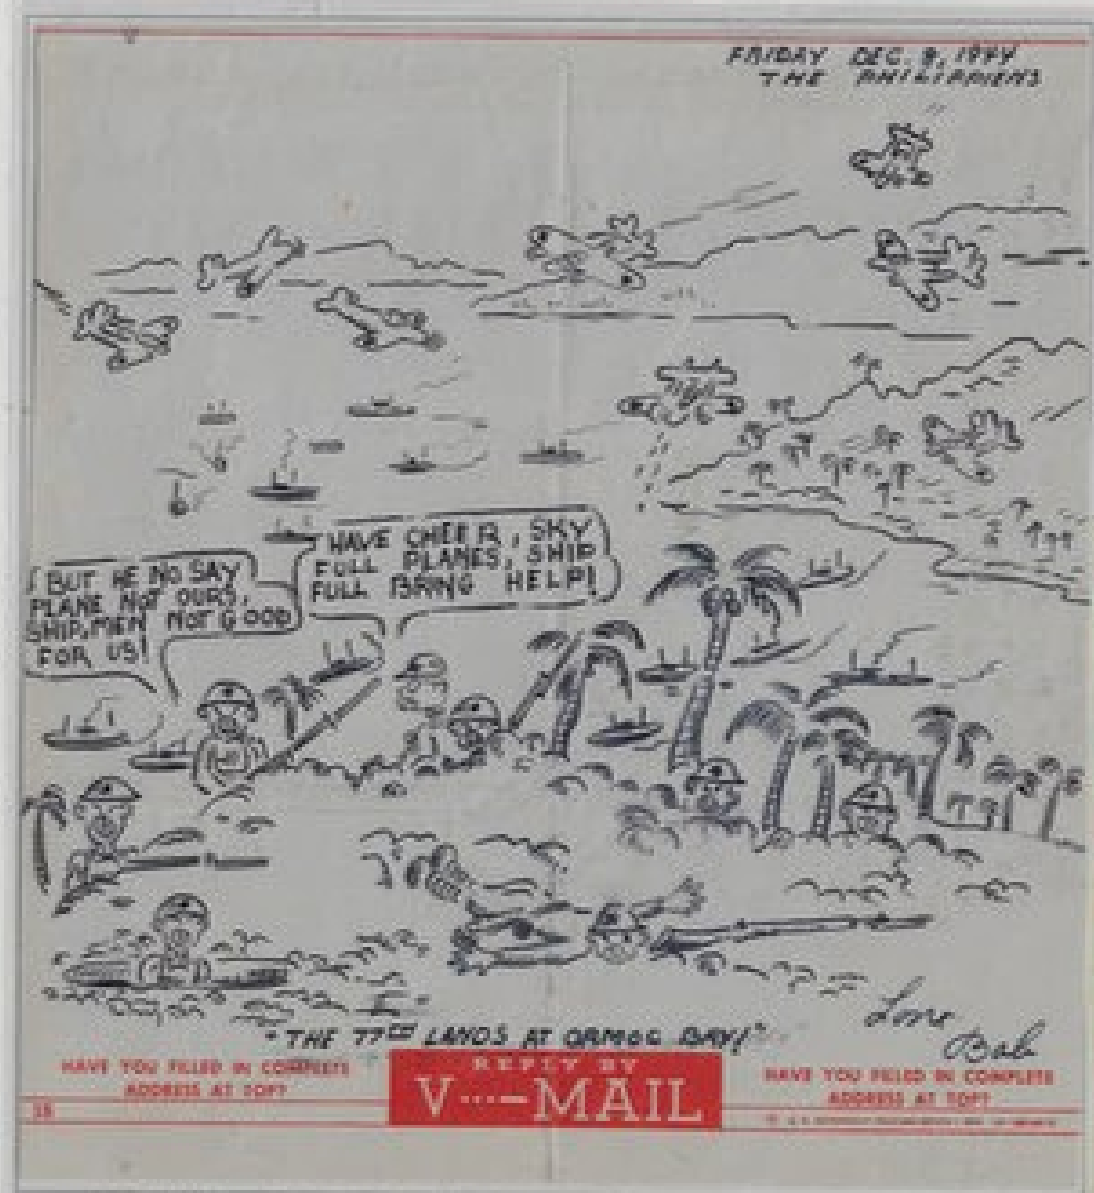 FRIDAY DEC. 8, 1944
THE PHILIPPIENS
HAVE CHEER, SKY
FULL PLANES, SHIP
FULL BRING HELP!
BUT HE NO SAY
PLANE NOT OURS,
SHIP, MEN NOT GOOD
FOR US!
"THE 77TH LANDS AT ORMOC BAY!"
Love
Bob
HAVE YOU FILLED IN COMPLETE
ADDRESS AT TOP?
REPLY BY
V···—MAIL
HAVE YOU FILLED IN COMPLETE
ADDRESS AT TOP?